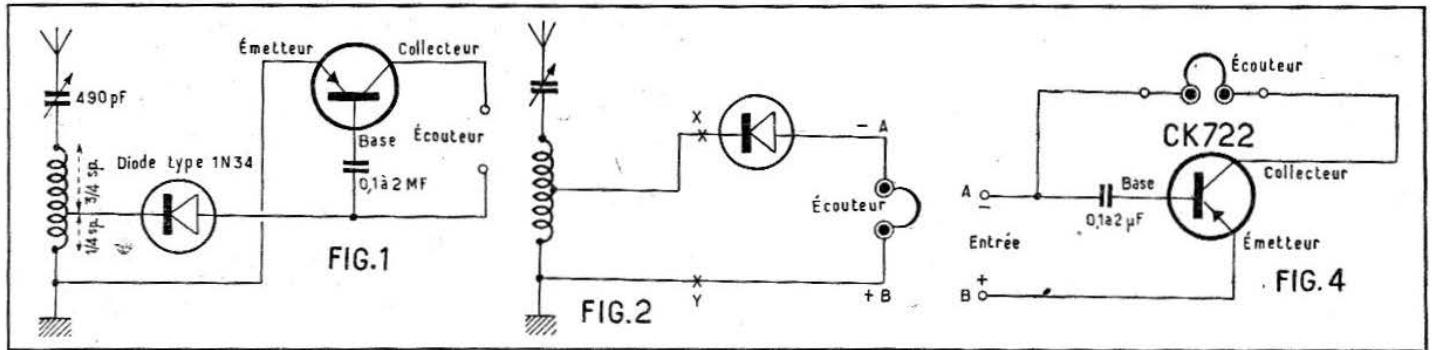 Émetteur
Collecteur
490 pF
3/4 sp.
1/4 sp.
Diode type 1N34
Base
Écouteur
0,1 à 2 MF
FIG.1
X
A
Écouteur
+ B
Y
FIG.2
Écouteur
CK722
A
Base
Collecteur
0,1 à 2 µF
Entrée
Émetteur
+
B
FIG. 4